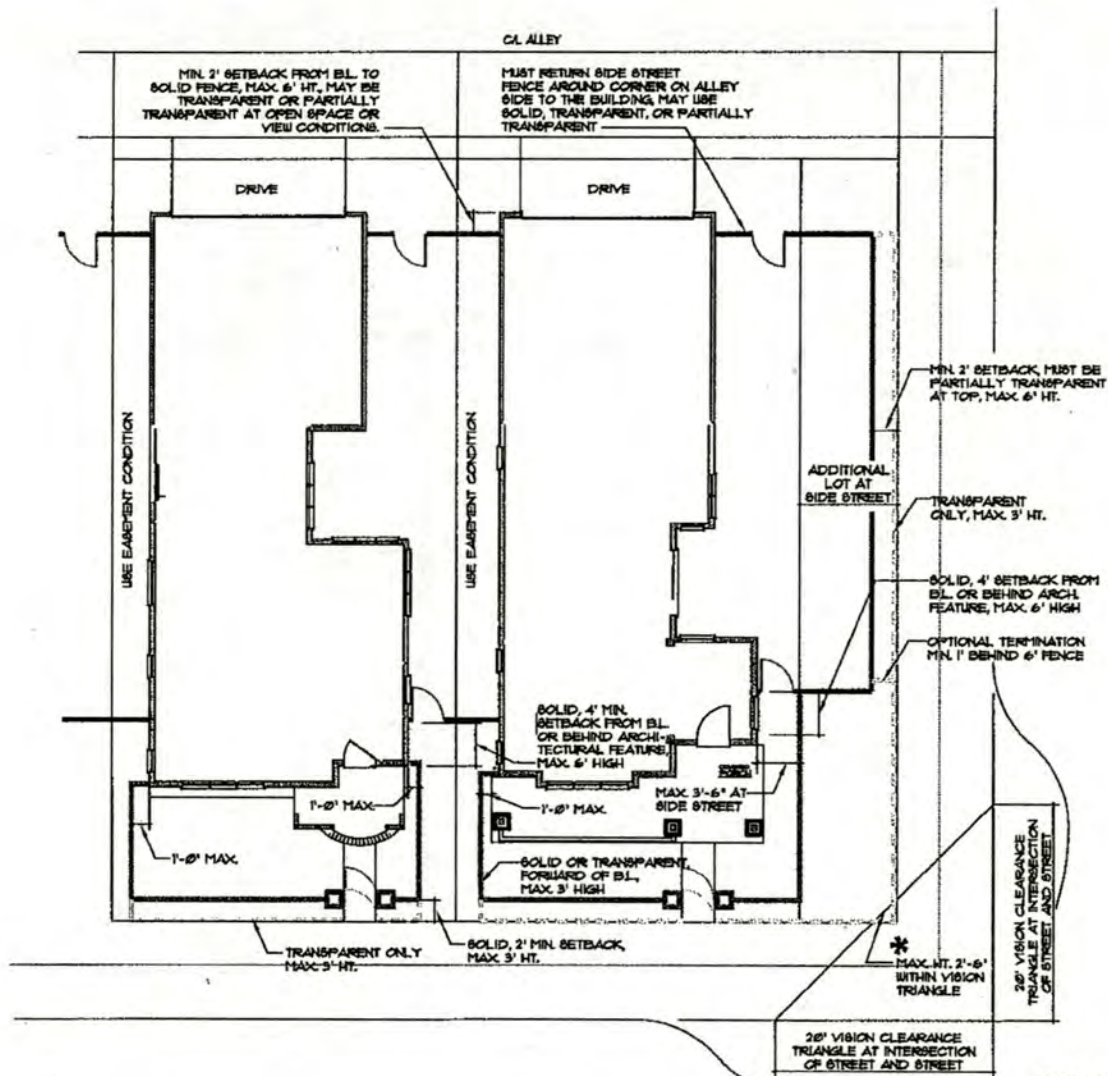 C/L ALLEY
MIN. 2' SETBACK FROM B.L. TO
SOLID FENCE, MAX. 6' HT., MAY BE
TRANSPARENT OR PARTIALLY
TRANSPARENT AT OPEN SPACE OR
VIEW CONDITIONS.
MUST RETURN SIDE STREET
FENCE AROUND CORNER ON ALLEY
SIDE TO THE BUILDING, MAY USE
SOLID, TRANSPARENT, OR PARTIALLY
TRANSPARENT
DRIVE
DRIVE
MIN. 2' SETBACK, MUST BE
PARTIALLY TRANSPARENT
AT TOP, MAX. 6' HT.
USE EASEMENT CONDITION
USE EASEMENT CONDITION
ADDITIONAL
LOT AT
SIDE STREET
TRANSPARENT
ONLY, MAX. 3' HT.
SOLID, 4' SETBACK FROM
B.L. OR BEHIND ARCH.
FEATURE, MAX. 6' HIGH
OPTIONAL TERMINATION
MIN. 1' BEHIND 6' FENCE
SOLID, 4' MIN.
SETBACK FROM B.L.
OR BEHIND ARCHI-
TECTURAL FEATURE,
MAX. 6' HIGH
1'-0" MAX.
1'-0" MAX.
MAX. 3'-6" AT
SIDE STREET
1'-0" MAX.
SOLID OR TRANSPARENT,
FORWARD OF B.L.,
MAX. 3' HIGH
TRANSPARENT ONLY
MAX. 3' HT.
SOLID, 2' MIN. SETBACK,
MAX. 3' HT.
*
MAX. HT. 2'-6"
WITHIN VISION
TRIANGLE
20' VISION CLEARANCE
TRIANGLE AT INTERSECTION
OF STREET AND STREET
20' VISION CLEARANCE
TRIANGLE AT INTERSECTION
OF STREET AND STREET